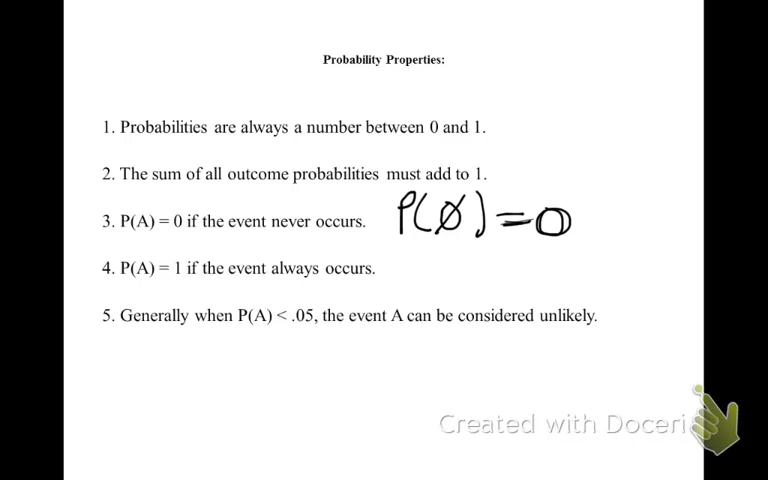 Probability Properties:
1. Probabilities are always a number between 0 and 1.
2. The sum of all outcome probabilities must add to 1.
3. P(A) = 0 if the event never occurs. P(∅) = 0
4. P(A) = 1 if the event always occurs.
5. Generally when P(A) < .05, the event A can be considered unlikely.
Created with Doceri